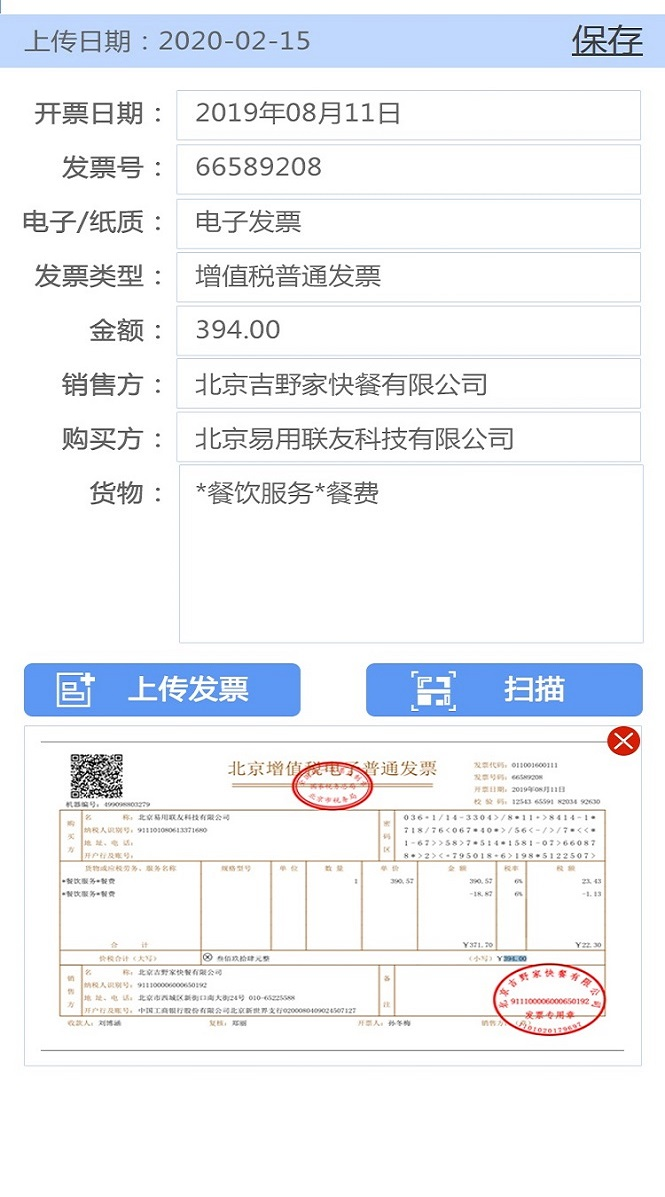 上传日期：2020-02-15 保存
开票日期： 2019年08月11日
发票号： 66589208
电子/纸质： 电子发票
发票类型： 增值税普通发票
金额： 394.00
销售方： 北京吉野家快餐有限公司
购买方： 北京易用联友科技有限公司
货物： *餐饮服务*餐费
上传发票 扫描
北京增值税电子普通发票
发票代码：011001600111
发票号码：66589208
开票日期：2019年08月11日
校 验 码：12543 65591 82034 92630
机器编号：499098803279
购买方
名 称：北京易用联友科技有限公司
纳税人识别号：911101080613371680
地 址、电 话：
开户行及账号：
密码区
036+1/14-3304>/8*11+>8414-1*
718/76<067*40*>/56<-/>/7*<<*
1-67>>58>7*514*1581-07>66087
8*>2><+795018-6>198*5122507>
货物或应税劳务、服务名称 规格型号 单 位 数 量 单 价 金 额 税率 税 额
*餐饮服务*餐费 1 390.57 390.57 6% 23.43
*餐饮服务*餐费 -18.87 6% -1.13
合 计 ¥371.70 ¥22.30
价税合计（大写） ⊗ 叁佰玖拾肆元整 （小写）¥394.00
销售方
名 称：北京吉野家快餐有限公司
纳税人识别号：911100006000650192
地 址、电 话：北京市西城区新街口南大街24号 010-65225588
开户行及账号：中国工商银行股份有限公司北京新世界支行0200080409024507127
备注
收款人：刘博涵 复核：郑丽 开票人：孙冬梅 销售方：（章）
北京吉野家快餐有限公司
911100006000650192
发票专用章